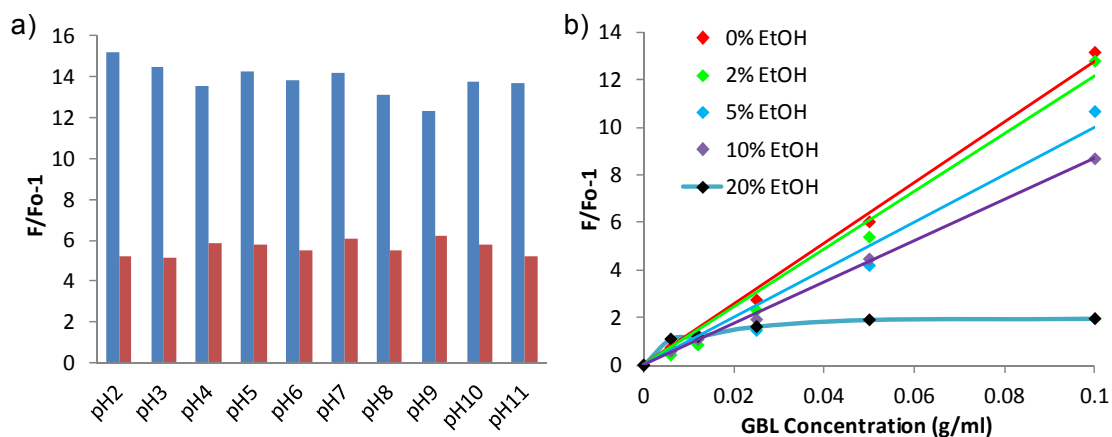 a)
F/Fo-1
16
14
12
10
8
6
4
2
0
pH2
pH3
pH4
pH5
pH6
pH7
pH8
pH9
pH10
pH11
b)
F/Fo-1
14
12
10
8
6
4
2
0
0% EtOH
2% EtOH
5% EtOH
10% EtOH
20% EtOH
0
0.02
0.04
0.06
0.08
0.1
GBL Concentration (g/ml)